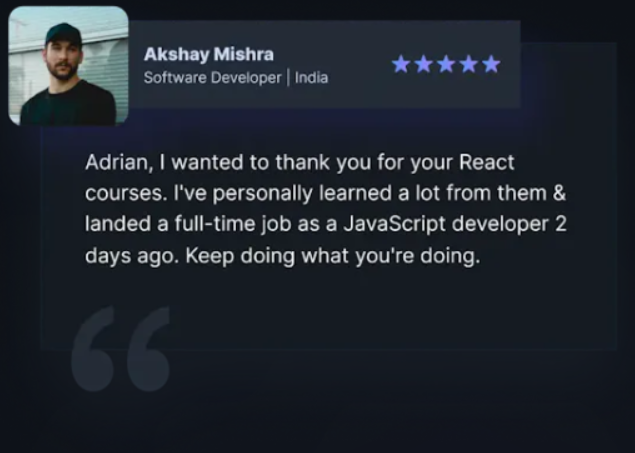 Akshay Mishra
Software Developer | India
Adrian, I wanted to thank you for your React
courses. I've personally learned a lot from them &
landed a full-time job as a JavaScript developer 2
days ago. Keep doing what you're doing.
“